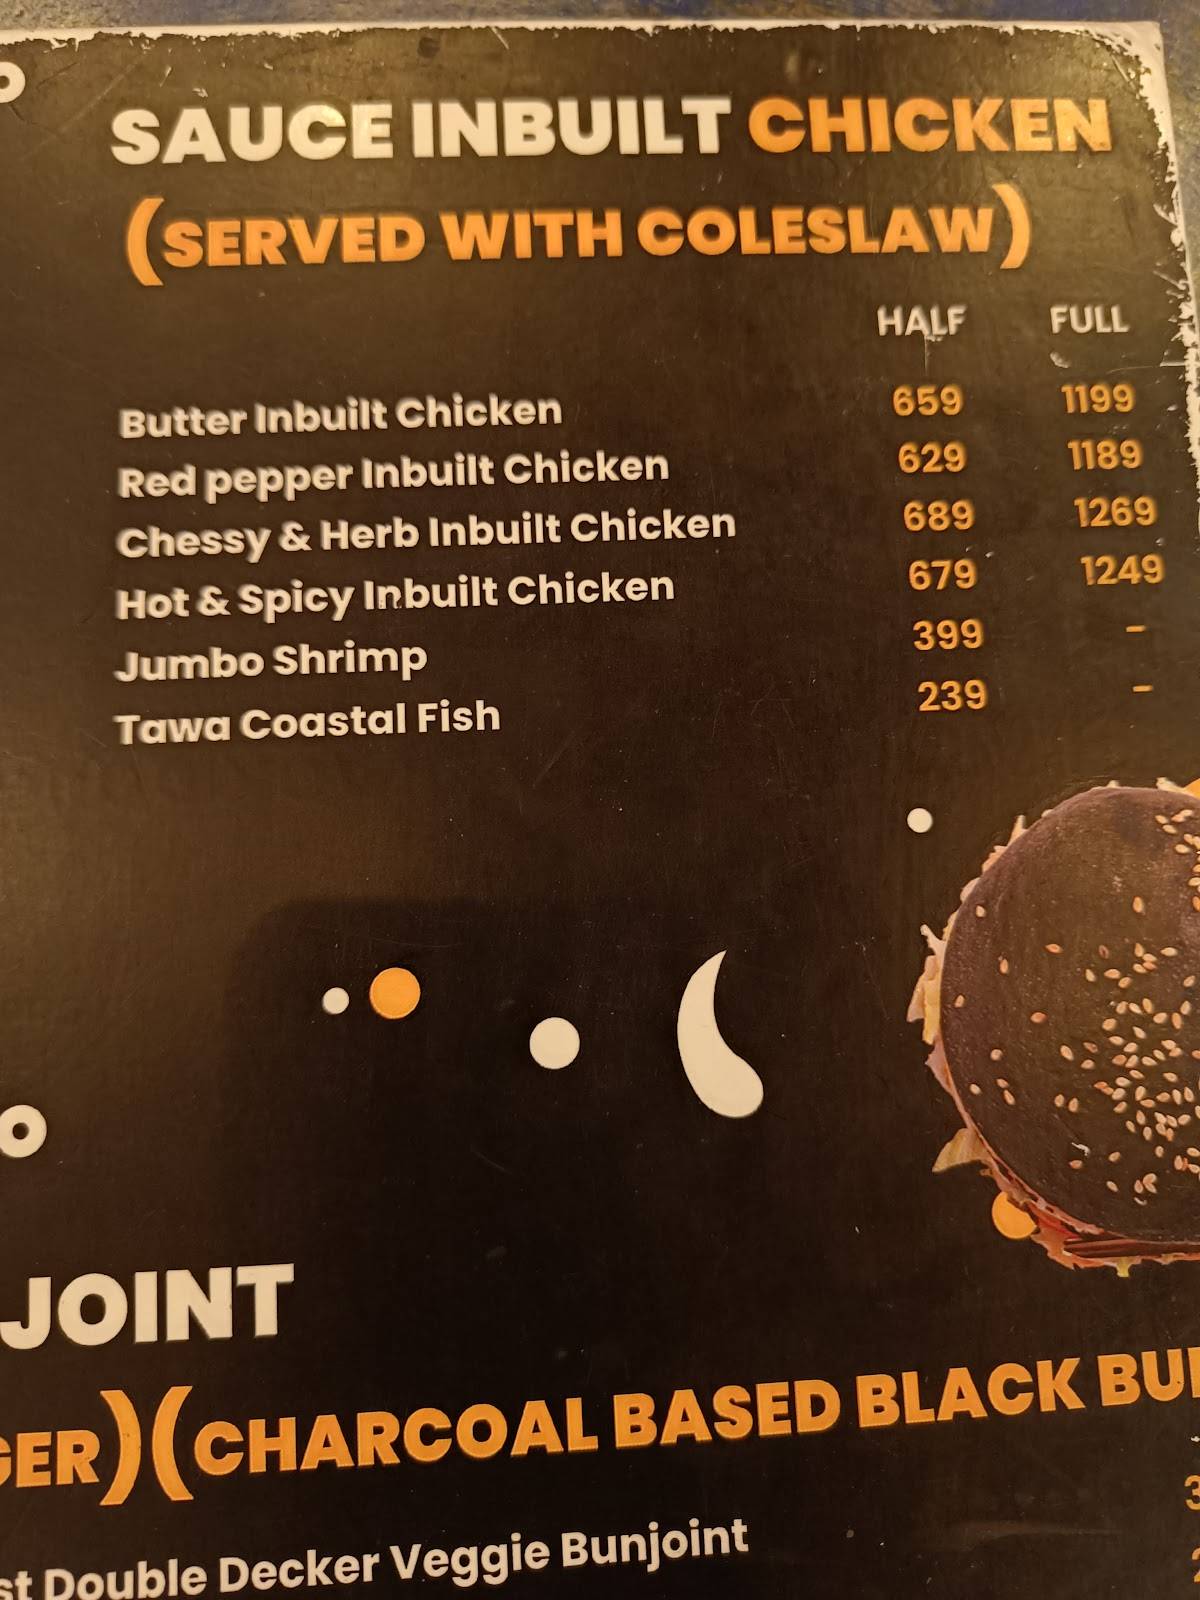 SAUCE INBUILT CHICKEN
(SERVED WITH COLESLAW)
HALF FULL
Butter Inbuilt Chicken 659 1199
Red pepper Inbuilt Chicken 629 1189
Chessy & Herb Inbuilt Chicken 689 1269
Hot & Spicy Inbuilt Chicken 679 1249
Jumbo Shrimp 399 -
Tawa Coastal Fish 239 -
JOINT
GER)(CHARCOAL BASED BLACK BU
st Double Decker Veggie Bunjoint